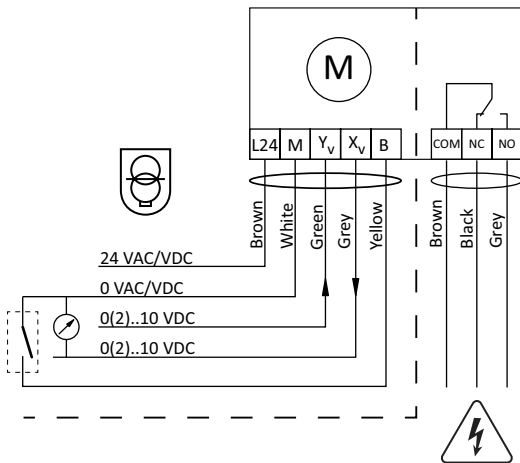 M
L24 M Yv Xv B COM NC NO
Brown White Green Grey Yellow Brown Black Grey
24 VAC/VDC
0 VAC/VDC
0(2)..10 VDC
0(2)..10 VDC